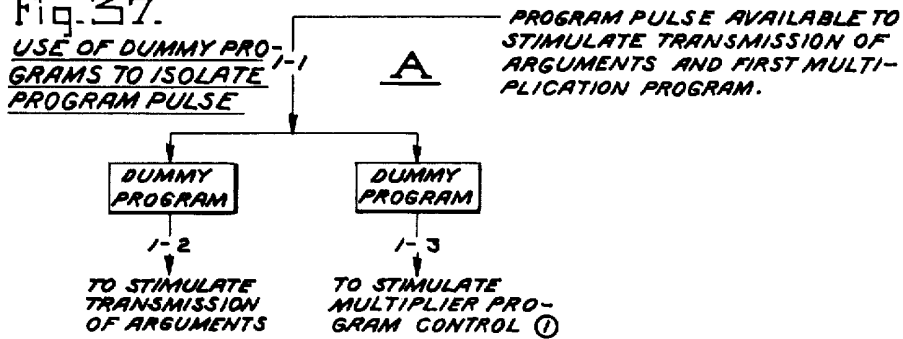 Fig. 37.
USE OF DUMMY PRO-
GRAMS TO ISOLATE
PROGRAM PULSE
1-1
A
PROGRAM PULSE AVAILABLE TO
STIMULATE TRANSMISSION OF
ARGUMENTS AND FIRST MULTI-
PLICATION PROGRAM.
DUMMY
PROGRAM
DUMMY
PROGRAM
1-2
1-3
TO STIMULATE
TRANSMISSION
OF ARGUMENTS
TO STIMULATE
MULTIPLIER PRO-
GRAM CONTROL ①